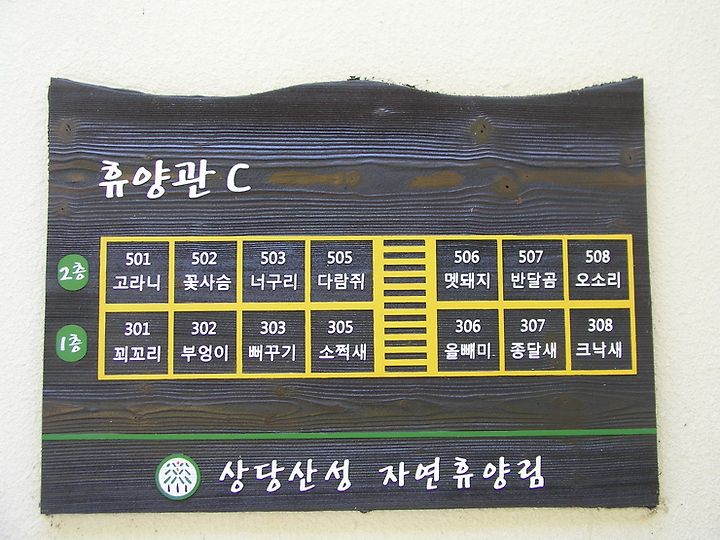 휴양관 C
501 502 503 505 506 507 508
2층 고라니 꽃사슴 너구리 다람쥐 멧돼지 반달곰 오소리
301 302 303 305 306 307 308
1층 꾀꼬리 부엉이 뻐꾸기 소쩍새 올빼미 종달새 크낙새
상당산성 자연휴양림